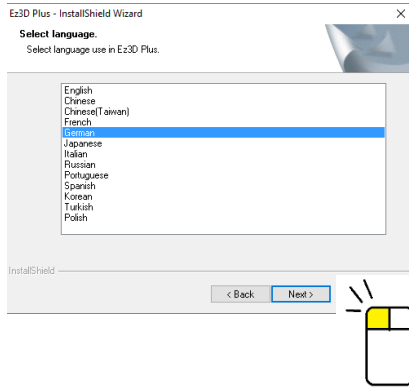 Ez3D Plus - InstallShield Wizard
Select language.
Select language use in Ez3D Plus.
English
Chinese
Chinese(Taiwan)
French
German
Japanese
Italian
Russian
Portuguese
Spanish
Korean
Turkish
Polish
InstallShield
< Back
Next >